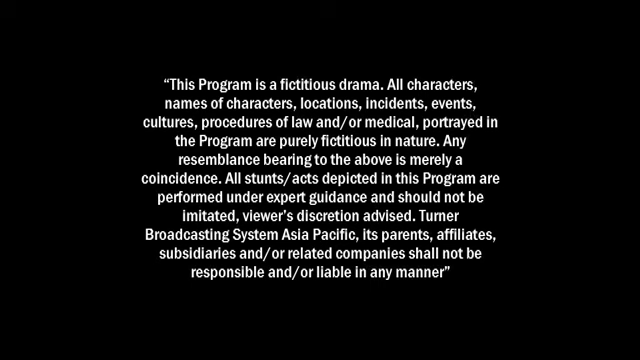 “This Program is a fictitious drama. All characters,
names of characters, locations, incidents, events,
cultures, procedures of law and/or medical, portrayed in
the Program are purely fictitious in nature. Any
resemblance bearing to the above is merely a
coincidence. All stunts/acts depicted in this Program are
performed under expert guidance and should not be
imitated, viewer’s discretion advised. Turner
Broadcasting System Asia Pacific, its parents, affiliates,
subsidiaries and/or related companies shall not be
responsible and/or liable in any manner”